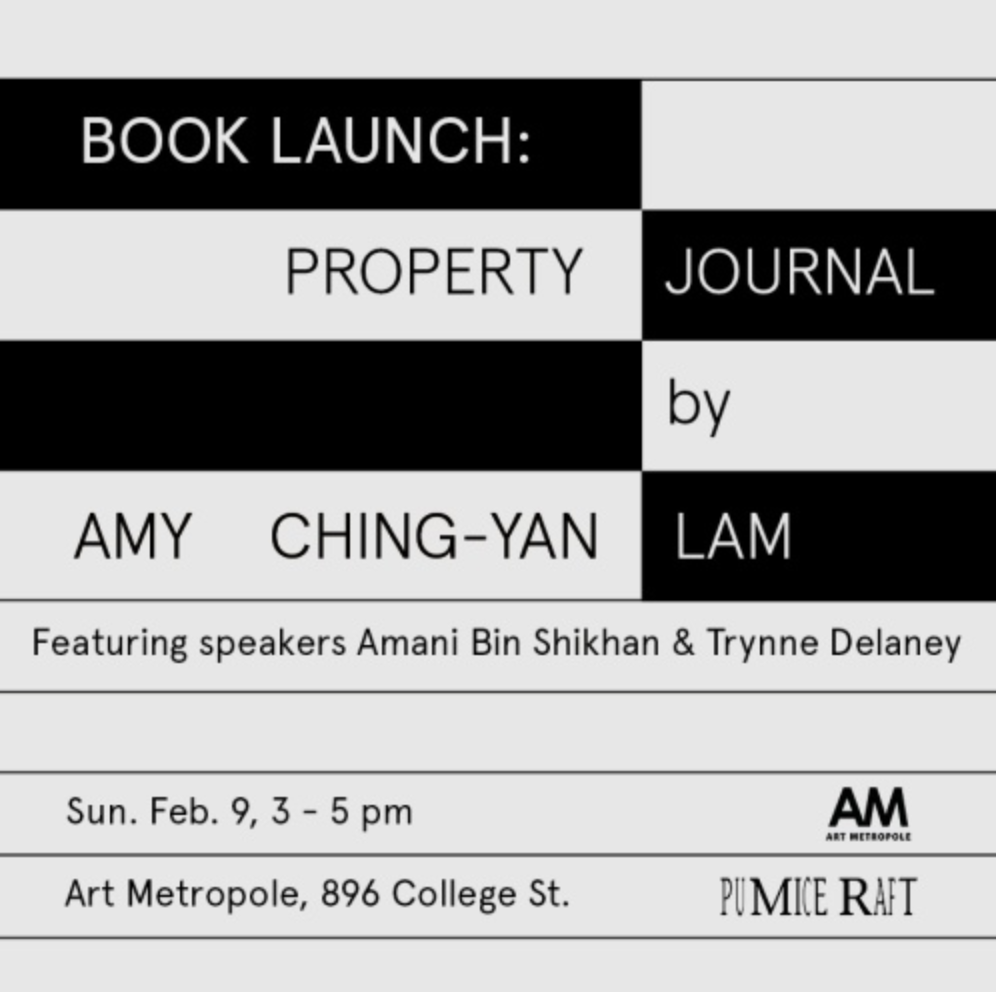 BOOK LAUNCH:
PROPERTY JOURNAL
by
AMY CHING-YAN LAM
Featuring speakers Amani Bin Shikhan & Trynne Delaney
Sun. Feb. 9, 3 - 5 pm
AM
ART METROPOLE
Art Metropole, 896 College St.
PUMICE RAFT